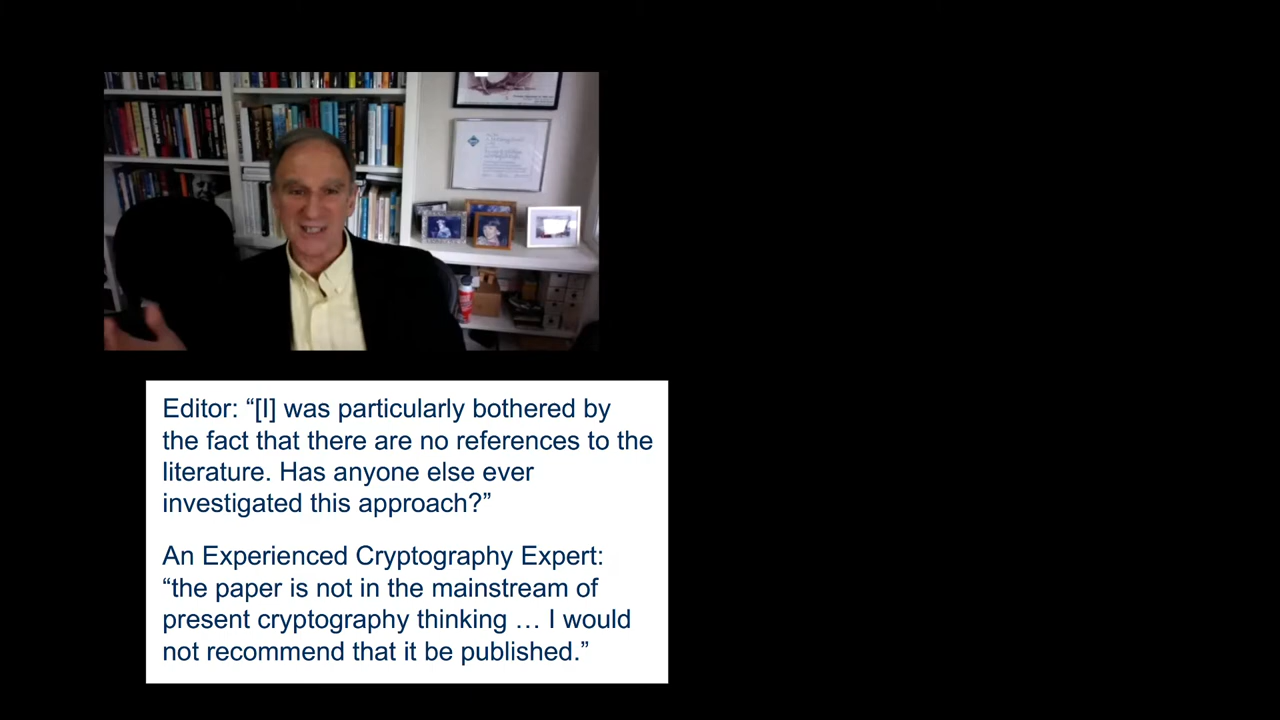 Editor: “[I] was particularly bothered by
the fact that there are no references to the
literature. Has anyone else ever
investigated this approach?”
An Experienced Cryptography Expert:
“the paper is not in the mainstream of
present cryptography thinking … I would
not recommend that it be published.”